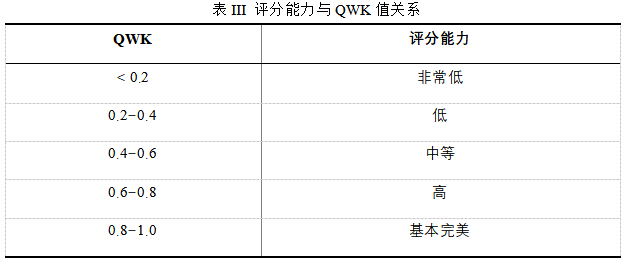 表 III 评分能力与 QWK 值关系
QWK 评分能力
< 0.2 非常低
0.2−0.4 低
0.4−0.6 中等
0.6−0.8 高
0.8−1.0 基本完美